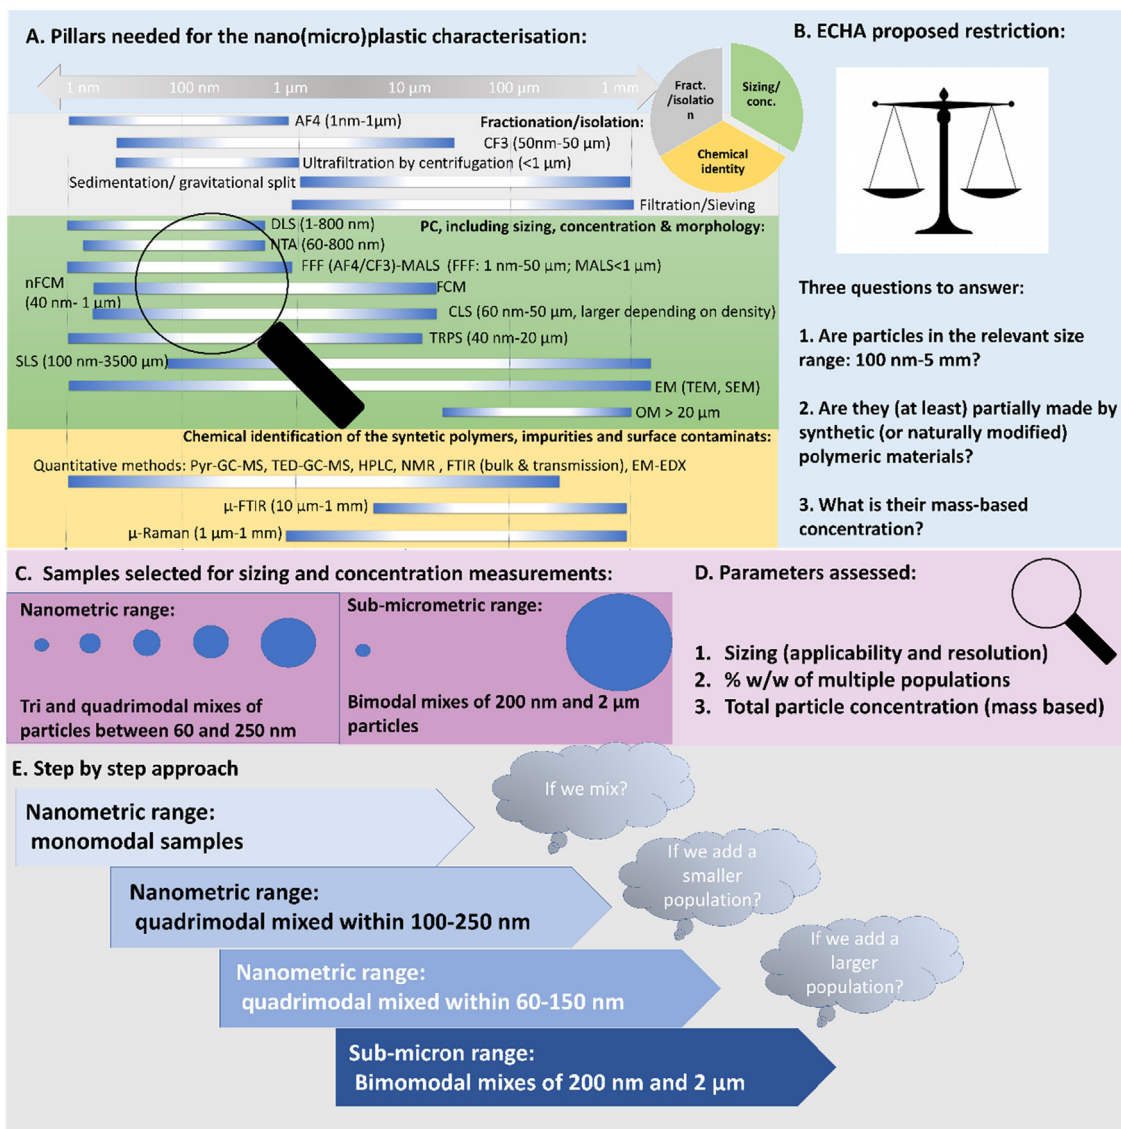 A. Pillars needed for the nano(micro)plastic characterisation:
1 nm 100 nm 1 µm 10 µm 100 µm 1 mm
Fract.
/isolatio
n
Sizing/
conc.
Chemical
identity
AF4 (1nm-1µm)
Fractionation/isolation:
CF3 (50nm-50 µm)
Ultrafiltration by centrifugation (<1 µm)
Sedimentation/ gravitational split
Filtration/Sieving
DLS (1-800 nm)
PC, including sizing, concentration & morphology:
NTA (60-800 nm)
FFF (AF4/CF3)-MALS (FFF: 1 nm-50 µm; MALS<1 µm)
nFCM
(40 nm- 1 µm)
FCM
CLS (60 nm-50 µm, larger depending on density)
TRPS (40 nm-20 µm)
SLS (100 nm-3500 µm)
EM (TEM, SEM)
OM > 20 µm
Chemical identification of the syntetic polymers, impurities and surface contaminats:
Quantitative methods: Pyr-GC-MS, TED-GC-MS, HPLC, NMR , FTIR (bulk & transmission), EM-EDX
µ-FTIR (10 µm-1 mm)
µ-Raman (1 µm-1 mm)
B. ECHA proposed restriction:
Three questions to answer:
1. Are particles in the relevant size
range: 100 nm-5 mm?
2. Are they (at least) partially made by
synthetic (or naturally modified)
polymeric materials?
3. What is their mass-based
concentration?
C. Samples selected for sizing and concentration measurements:
Nanometric range:
Tri and quadrimodal mixes of
particles between 60 and 250 nm
Sub-micrometric range:
Bimodal mixes of 200 nm and 2 µm
particles
D. Parameters assessed:
1. Sizing (applicability and resolution)
2. % w/w of multiple populations
3. Total particle concentration (mass based)
E. Step by step approach
Nanometric range:
monomodal samples
If we mix?
Nanometric range:
quadrimodal mixed within 100-250 nm
If we add a
smaller
population?
Nanometric range:
quadrimodal mixed within 60-150 nm
If we add a
larger
population?
Sub-micron range:
Bimomodal mixes of 200 nm and 2 µm